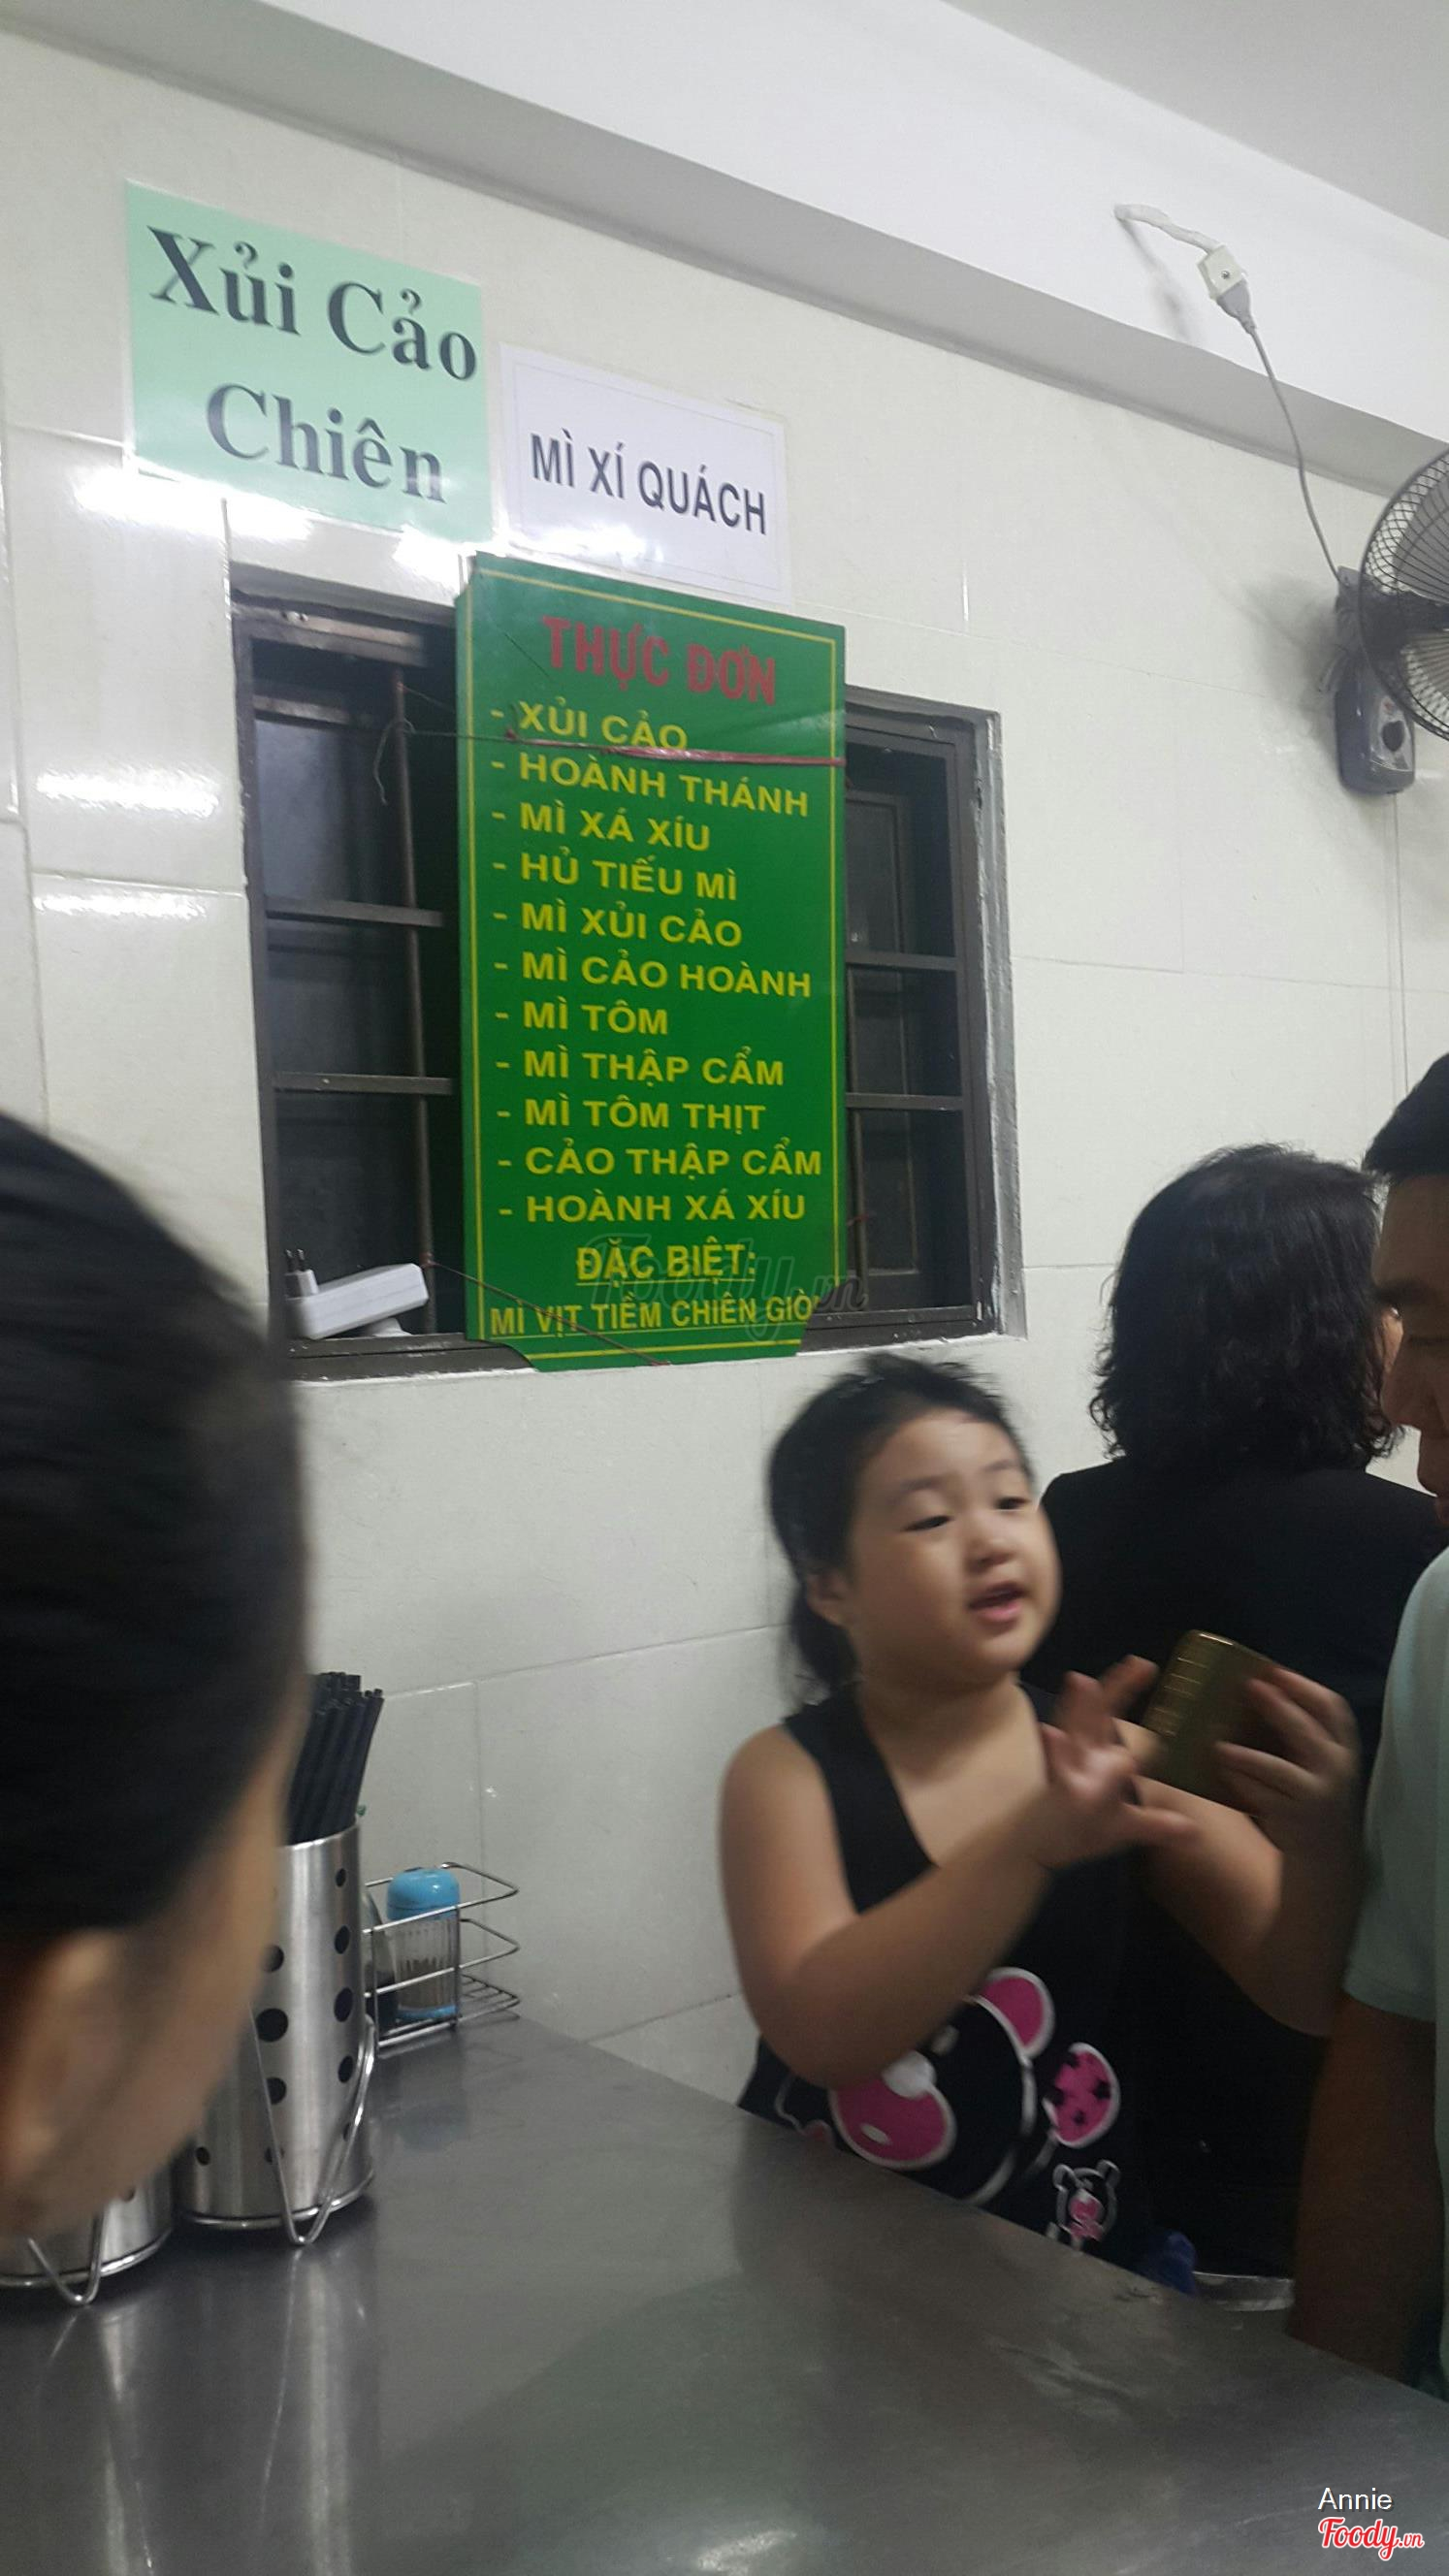 Xủi Cảo
Chiên
MÌ XÍ QUÁCH
THỰC ĐƠN
- XỦI CẢO
- HOÀNH THÁNH
- MÌ XÁ XÍU
- HỦ TIẾU MÌ
- MÌ XỦI CẢO
- MÌ CẢO HOÀNH
- MÌ TÔM
- MÌ THẬP CẨM
- MÌ TÔM THỊT
- CẢO THẬP CẨM
- HOÀNH XÁ XÍU
ĐẶC BIỆT:
MÌ VỊT TIỀM CHIÊN GIÒN
Foody.vn
Annie
Foody.vn